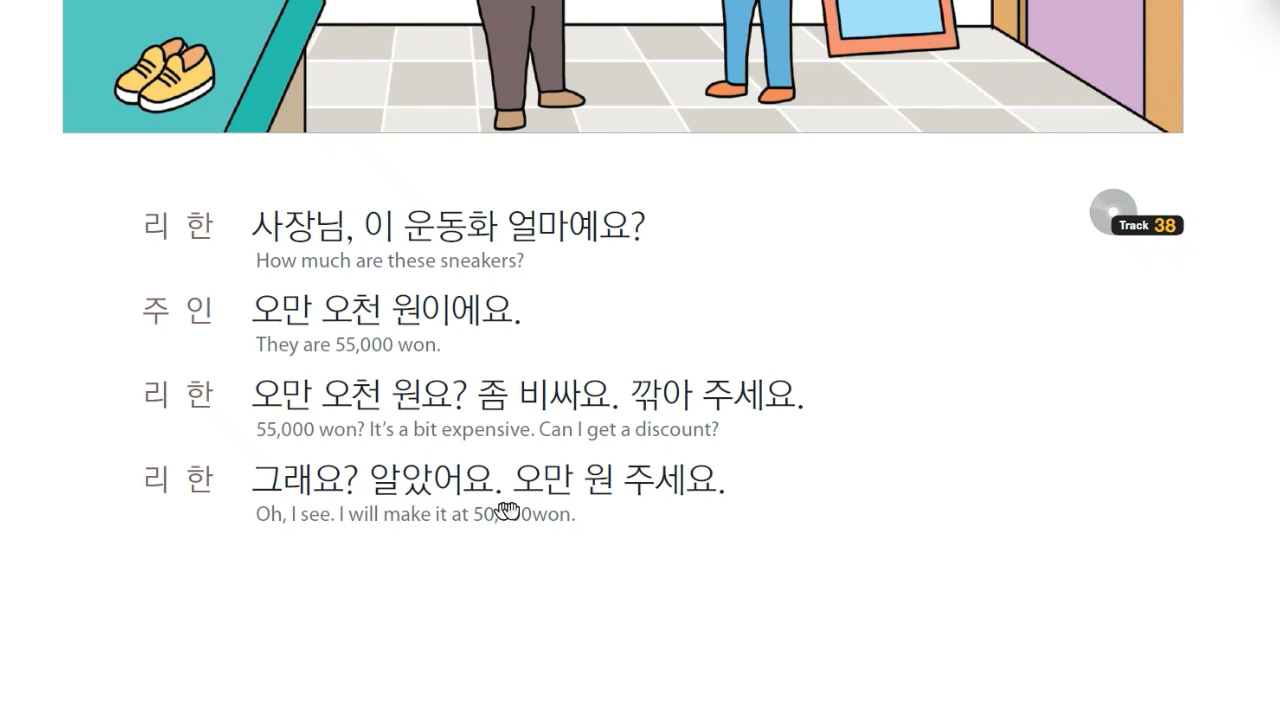 리 한 사장님, 이 운동화 얼마예요?
How much are these sneakers?
Track 38
주 인 오만 오천 원이에요.
They are 55,000 won.
리 한 오만 오천 원요? 좀 비싸요. 깎아 주세요.
55,000 won? It's a bit expensive. Can I get a discount?
리 한 그래요? 알았어요. 오만 원 주세요.
Oh, I see. I will make it at won.